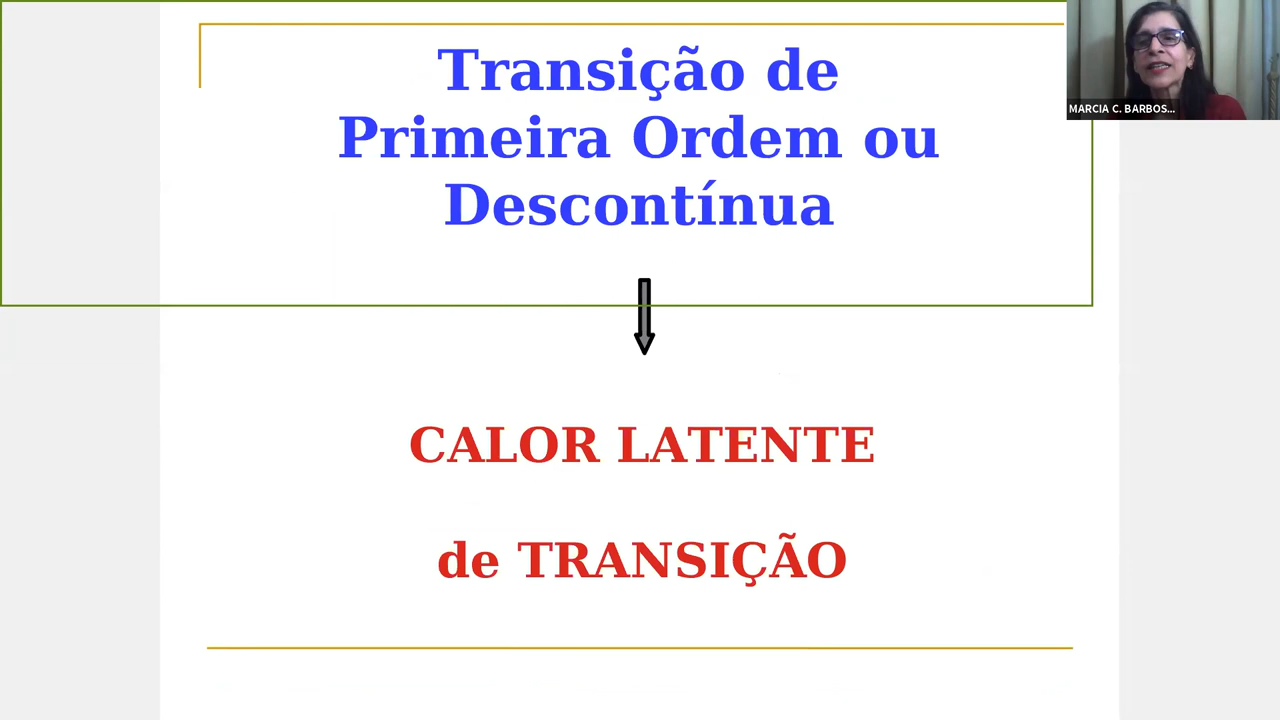 Transição de
Primeira Ordem ou
Descontínua
MARCIA C. BARBOS...
CALOR LATENTE
de TRANSIÇÃO